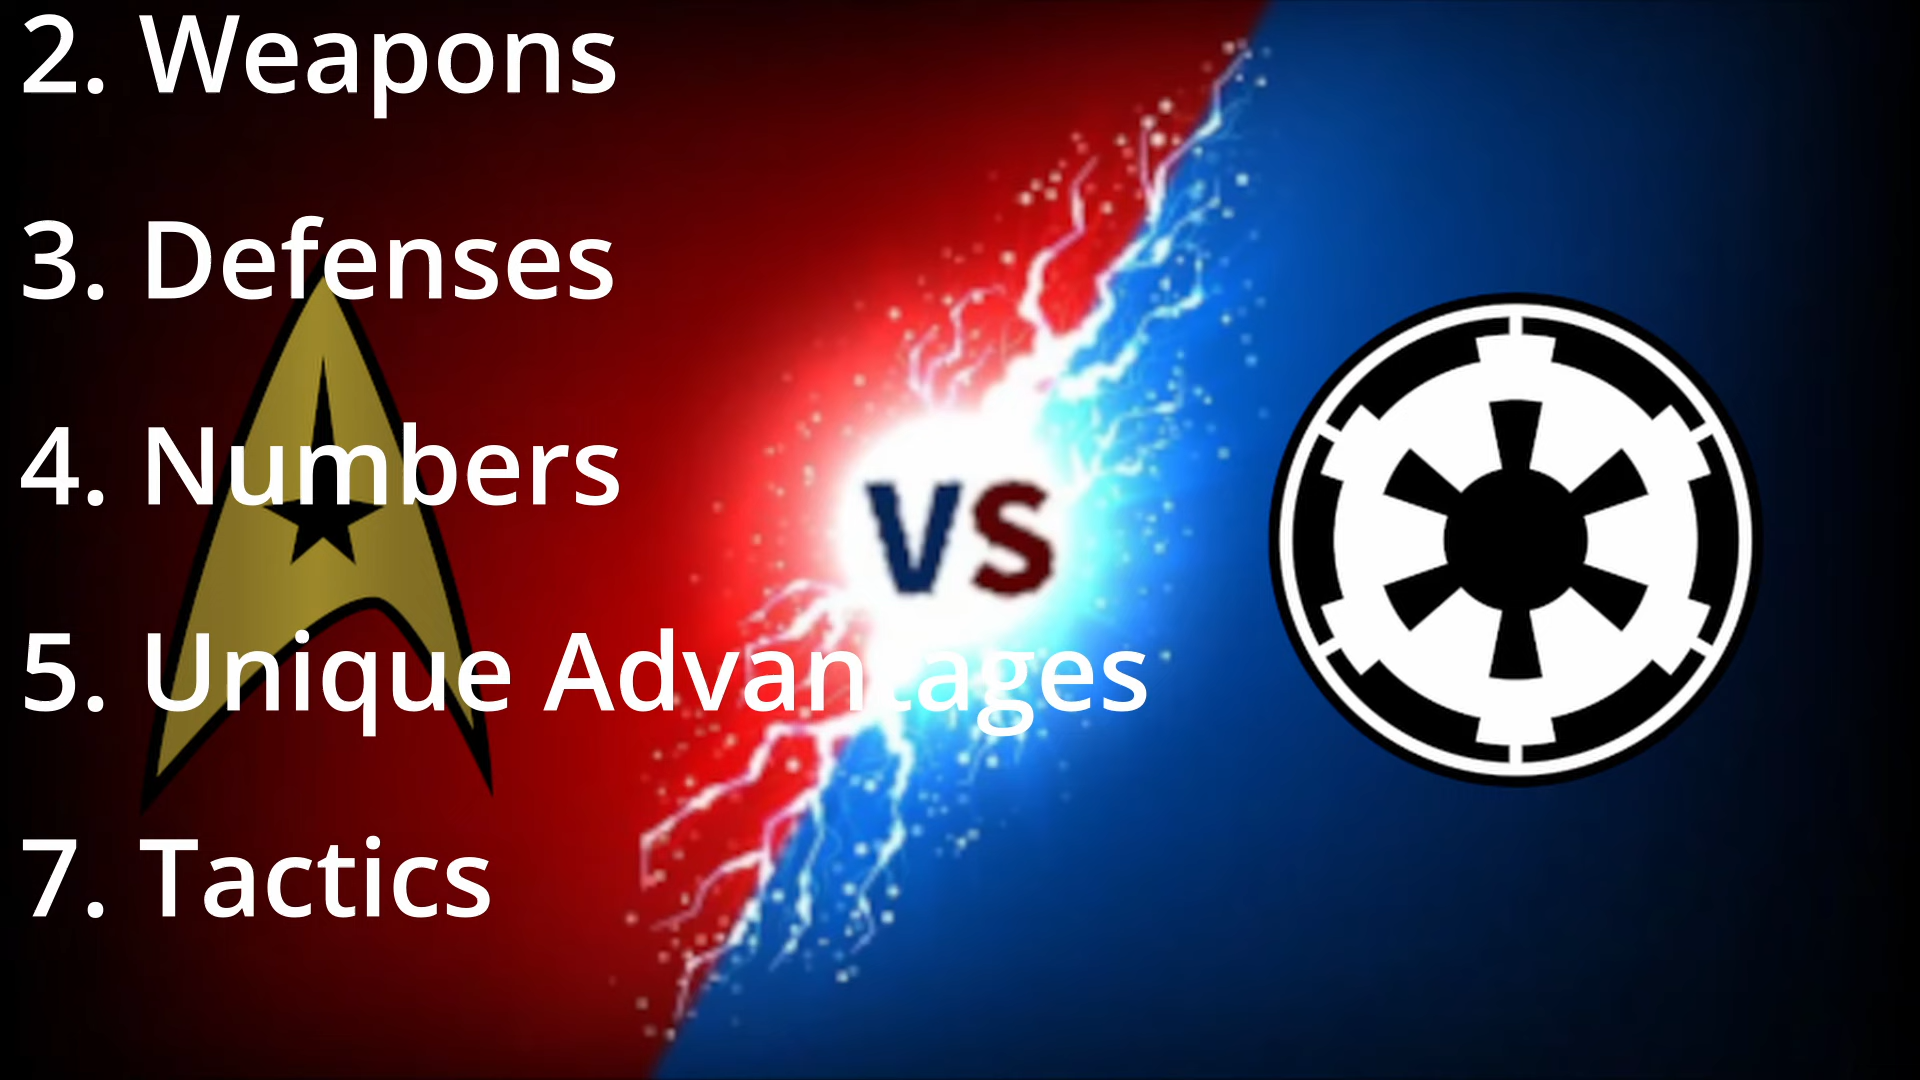 2. Weapons
3. Defenses
4. Numbers
VS
5. Unique Advantages
7. Tactics